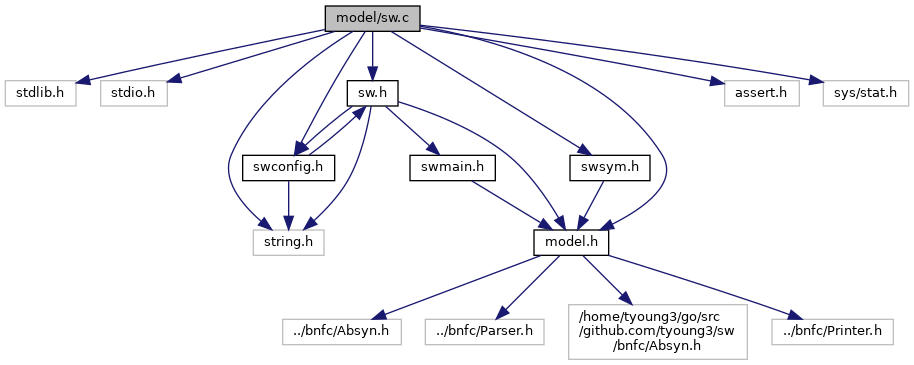 model/sw.c
stdlib.h
stdio.h
sw.h
assert.h
sys/stat.h
swconfig.h
swmain.h
swsym.h
string.h
model.h
../bnfc/Absyn.h
../bnfc/Parser.h
/home/tyoung3/go/src
/github.com/tyoung3/sw
/bnfc/Absyn.h
../bnfc/Printer.h